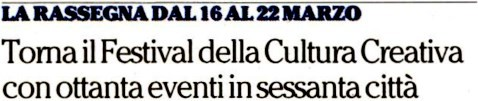 LA RASSEGNA DAL 16 AL 22 MARZO
Torna il Festival della Cultura Creativa
con ottanta eventi in sessanta città